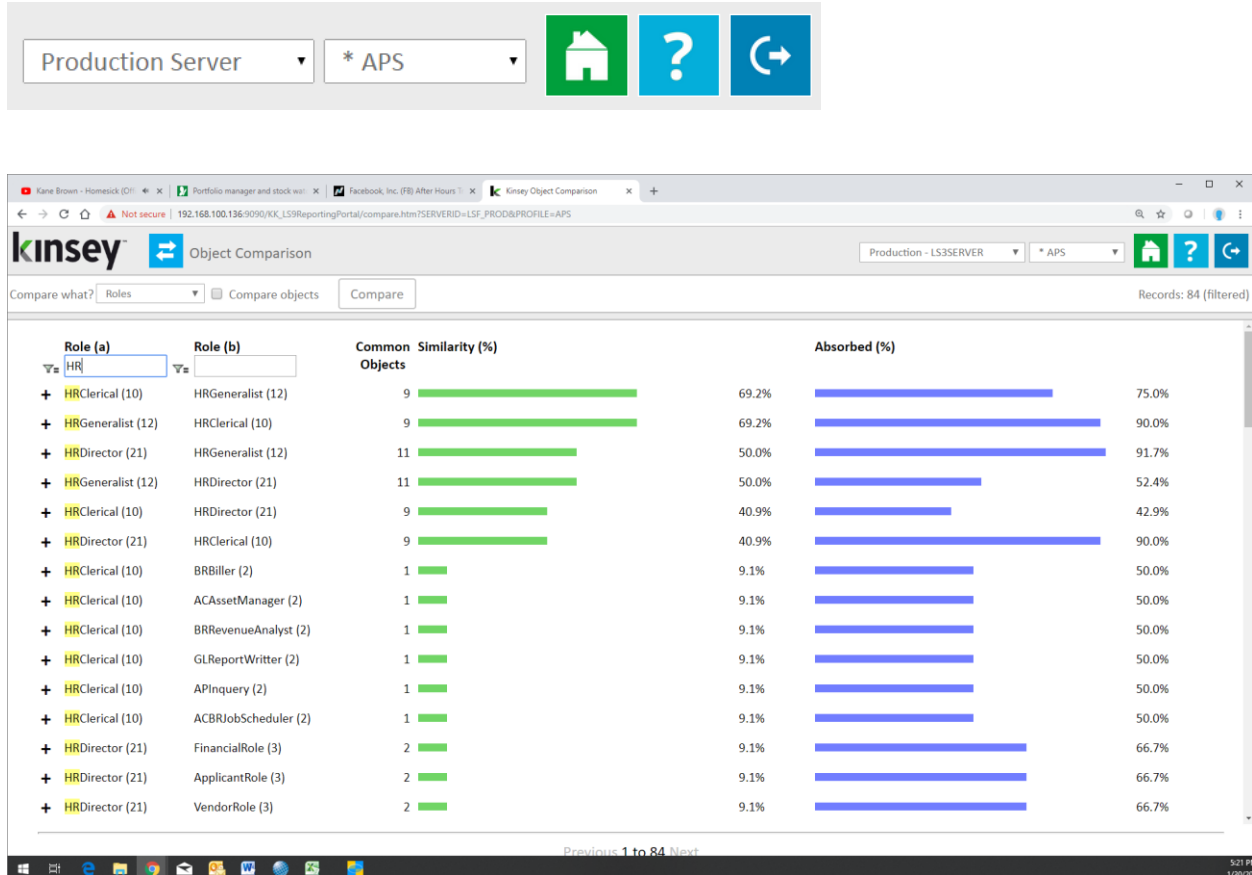 Production Server * APS ?
Kane Brown - Homesick (Offi Portfolio manager and stock wat Facebook, Inc. (FB) After Hours T Kinsey Object Comparison
Not secure | 192.168.100.136:9090/KK_LS9ReportingPortal/compare.htm?SERVERID=LSF_PROD&PROFILE=APS
kinsey Object Comparison Production - LS3SERVER * APS ?
Compare what? Roles Compare objects Compare Records: 84 (filtered)
Role (a) Role (b) Common Similarity (%) Absorbed (%)
HR Objects
HRClerical (10) HRGeneralist (12) 9 69.2% 75.0%
HRGeneralist (12) HRClerical (10) 9 69.2% 90.0%
HRDirector (21) HRGeneralist (12) 11 50.0% 91.7%
HRGeneralist (12) HRDirector (21) 11 50.0% 52.4%
HRClerical (10) HRDirector (21) 9 40.9% 42.9%
HRDirector (21) HRClerical (10) 9 40.9% 90.0%
HRClerical (10) BRBiller (2) 1 9.1% 50.0%
HRClerical (10) ACAssetManager (2) 1 9.1% 50.0%
HRClerical (10) BRRevenueAnalyst (2) 1 9.1% 50.0%
HRClerical (10) GLReportWritter (2) 1 9.1% 50.0%
HRClerical (10) APInquery (2) 1 9.1% 50.0%
HRClerical (10) ACBRJobScheduler (2) 1 9.1% 50.0%
HRDirector (21) FinancialRole (3) 2 9.1% 66.7%
HRDirector (21) ApplicantRole (3) 2 9.1% 66.7%
HRDirector (21) VendorRole (3) 2 9.1% 66.7%
Previous 1 to 84 Next
5:21 P